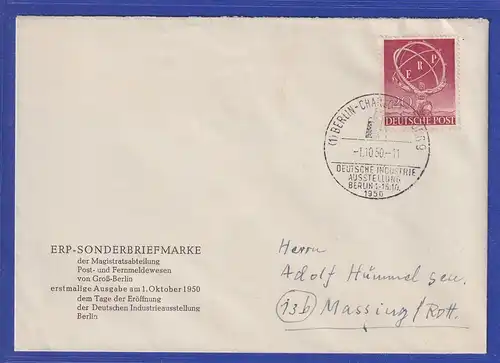 E R P
DEUTSCHE POST
(1) BERLIN-CHARLOTTENBURG 9
-1.10.50.-11
DEUTSCHE INDUSTRIE
AUSSTELLUNG
BERLIN 1.-15.10.
1950
ERP-SONDERBRIEFMARKE
der Magistratsabteilung
Post- und Fernmeldewesen
von Groß-Berlin
erstmalige Ausgabe am 1. Oktober 1950
dem Tage der Eröffnung
der Deutschen Industrieausstellung
Berlin
Herrn
Adolf Hümmel sen.
(13b) Massing/Rott.